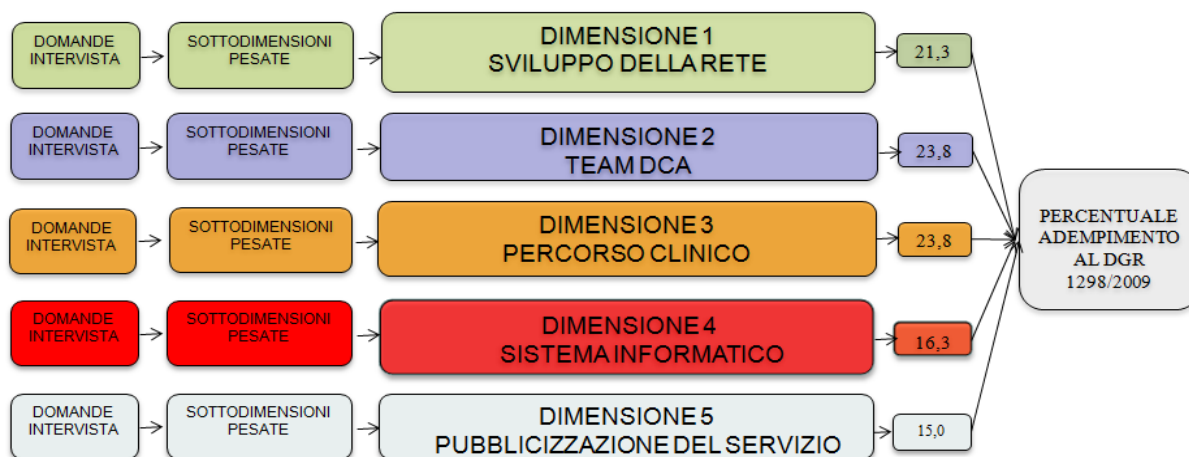 DOMANDE
INTERVISTA
SOTTODIMENSIONI
PESATE
DIMENSIONE 1
SVILUPPO DELLA RETE
21,3
DOMANDE
INTERVISTA
SOTTODIMENSIONI
PESATE
DIMENSIONE 2
TEAM DCA
23,8
DOMANDE
INTERVISTA
SOTTODIMENSIONI
PESATE
DIMENSIONE 3
PERCORSO CLINICO
23,8
DOMANDE
INTERVISTA
SOTTODIMENSIONI
PESATE
DIMENSIONE 4
SISTEMA INFORMATICO
16,3
DOMANDE
INTERVISTA
SOTTODIMENSIONI
PESATE
DIMENSIONE 5
PUBBLICIZZAZIONE DEL SERVIZIO
15,0
PERCENTUALE
ADEMPIMENTO
AL DGR
1298/2009